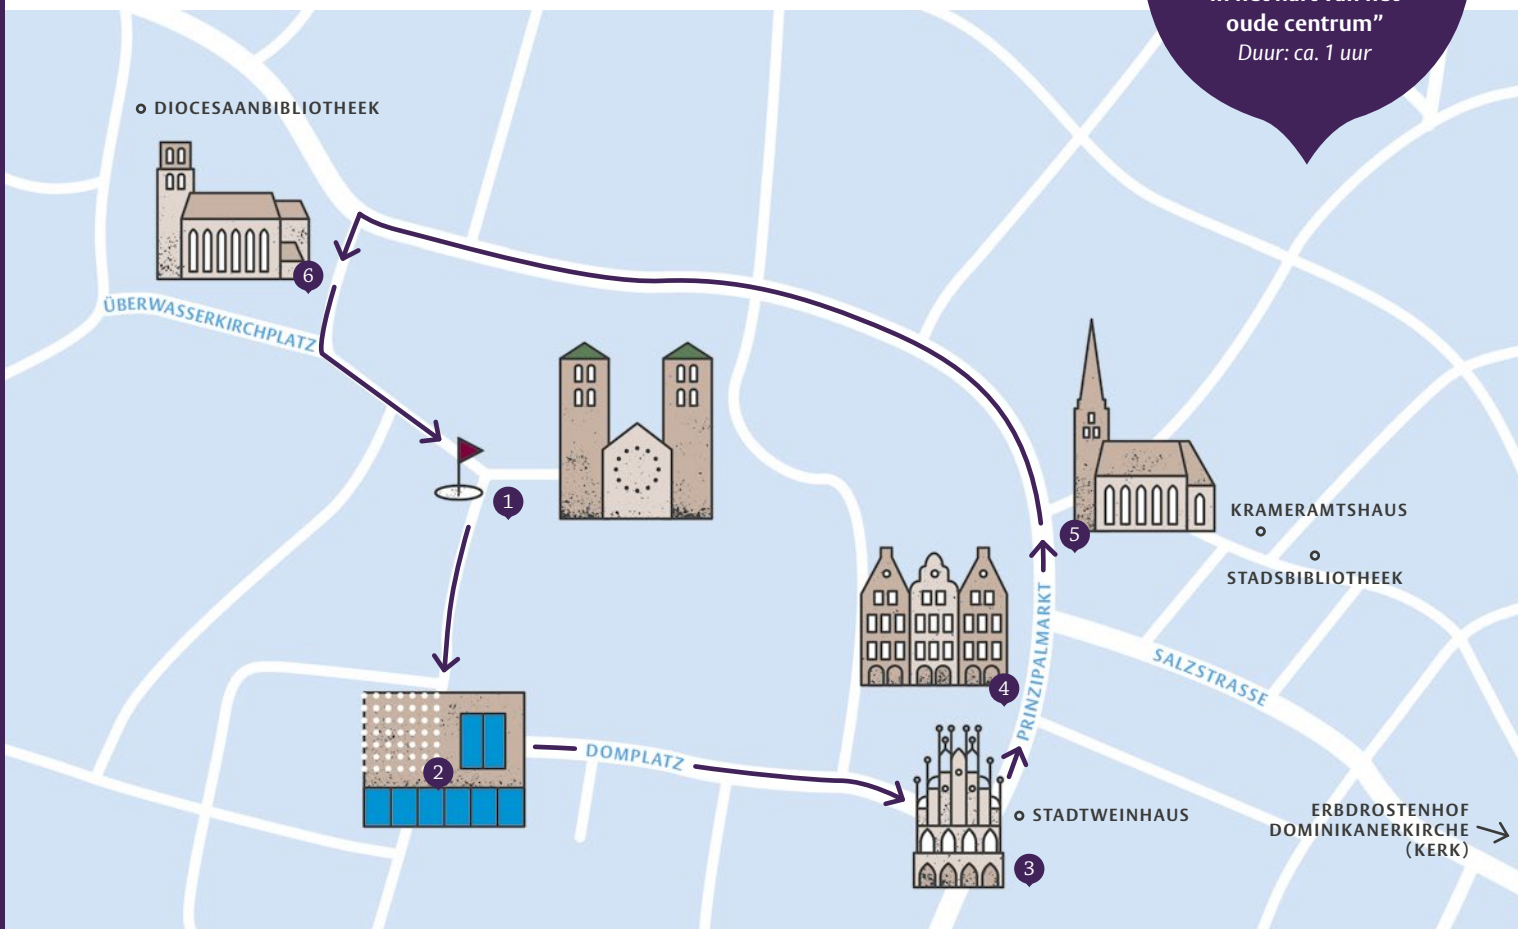 oude centrum”
Duur: ca. 1 uur
DIOCESAANBIBLIOTHEEK
6
ÜBERWASSERKIRCHPLATZ
1
5
KRAMERAMTSHAUS
STADSBIBLIOTHEEK
PRINZIPALMARKT
SALZSTRASSE
4
2
DOMPLATZ
STADTWEINHAUS
3
ERBDROSTENHOF
DOMINIKANERKIRCHE
(KERK)